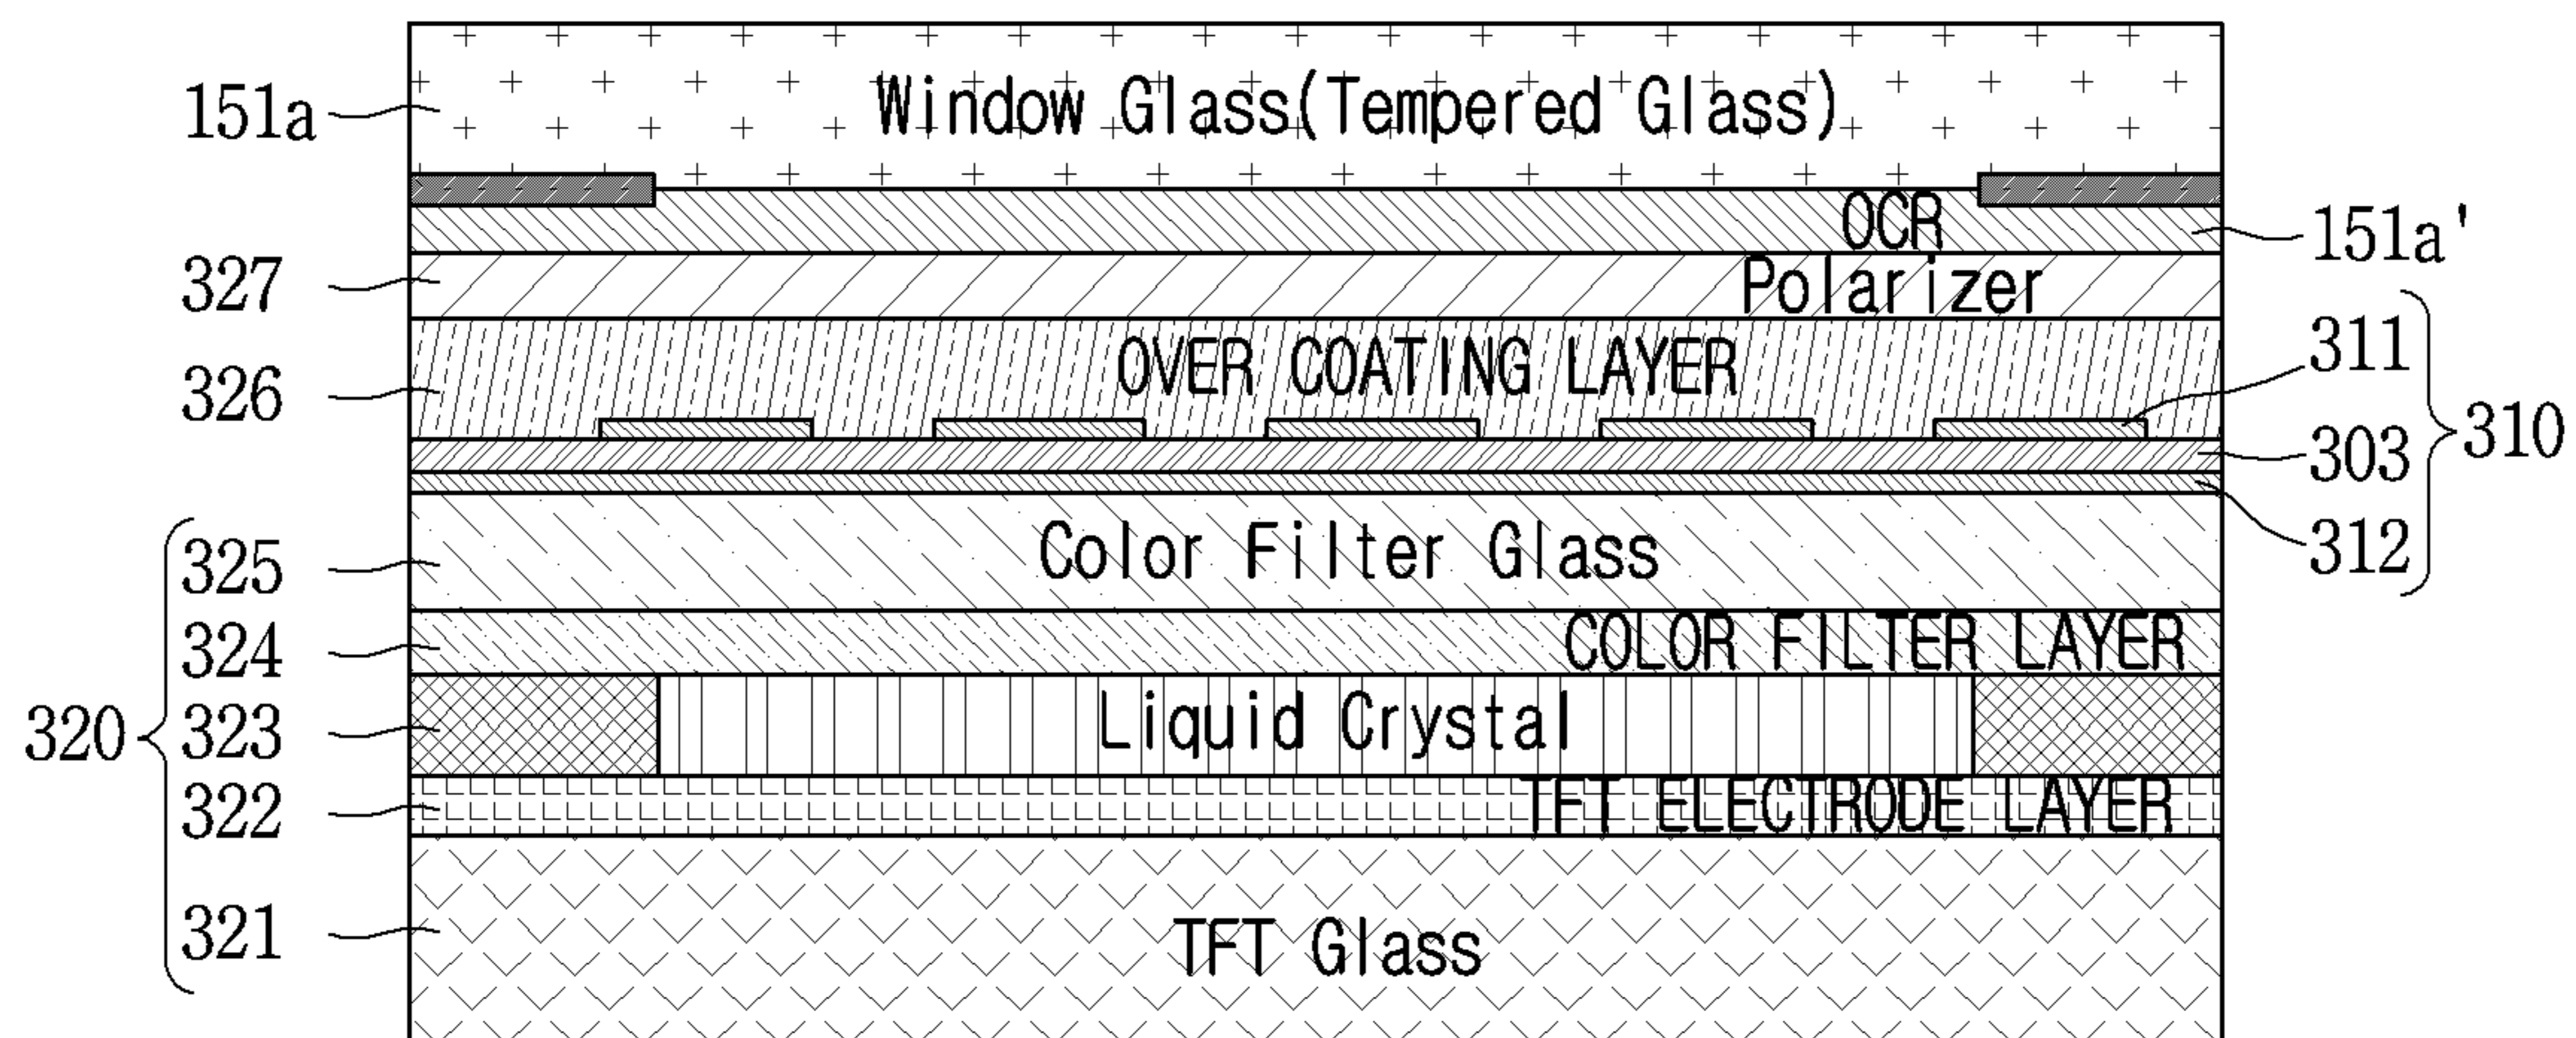 151a Window Glass(Tempered Glass)
OCR 151a'
327 Polarizer
311
326 OVER COATING LAYER
303 310
312
325 Color Filter Glass
324 COLOR FILTER LAYER
320 323 Liquid Crystal
322 TFT ELECTRODE LAYER
321 TFT Glass